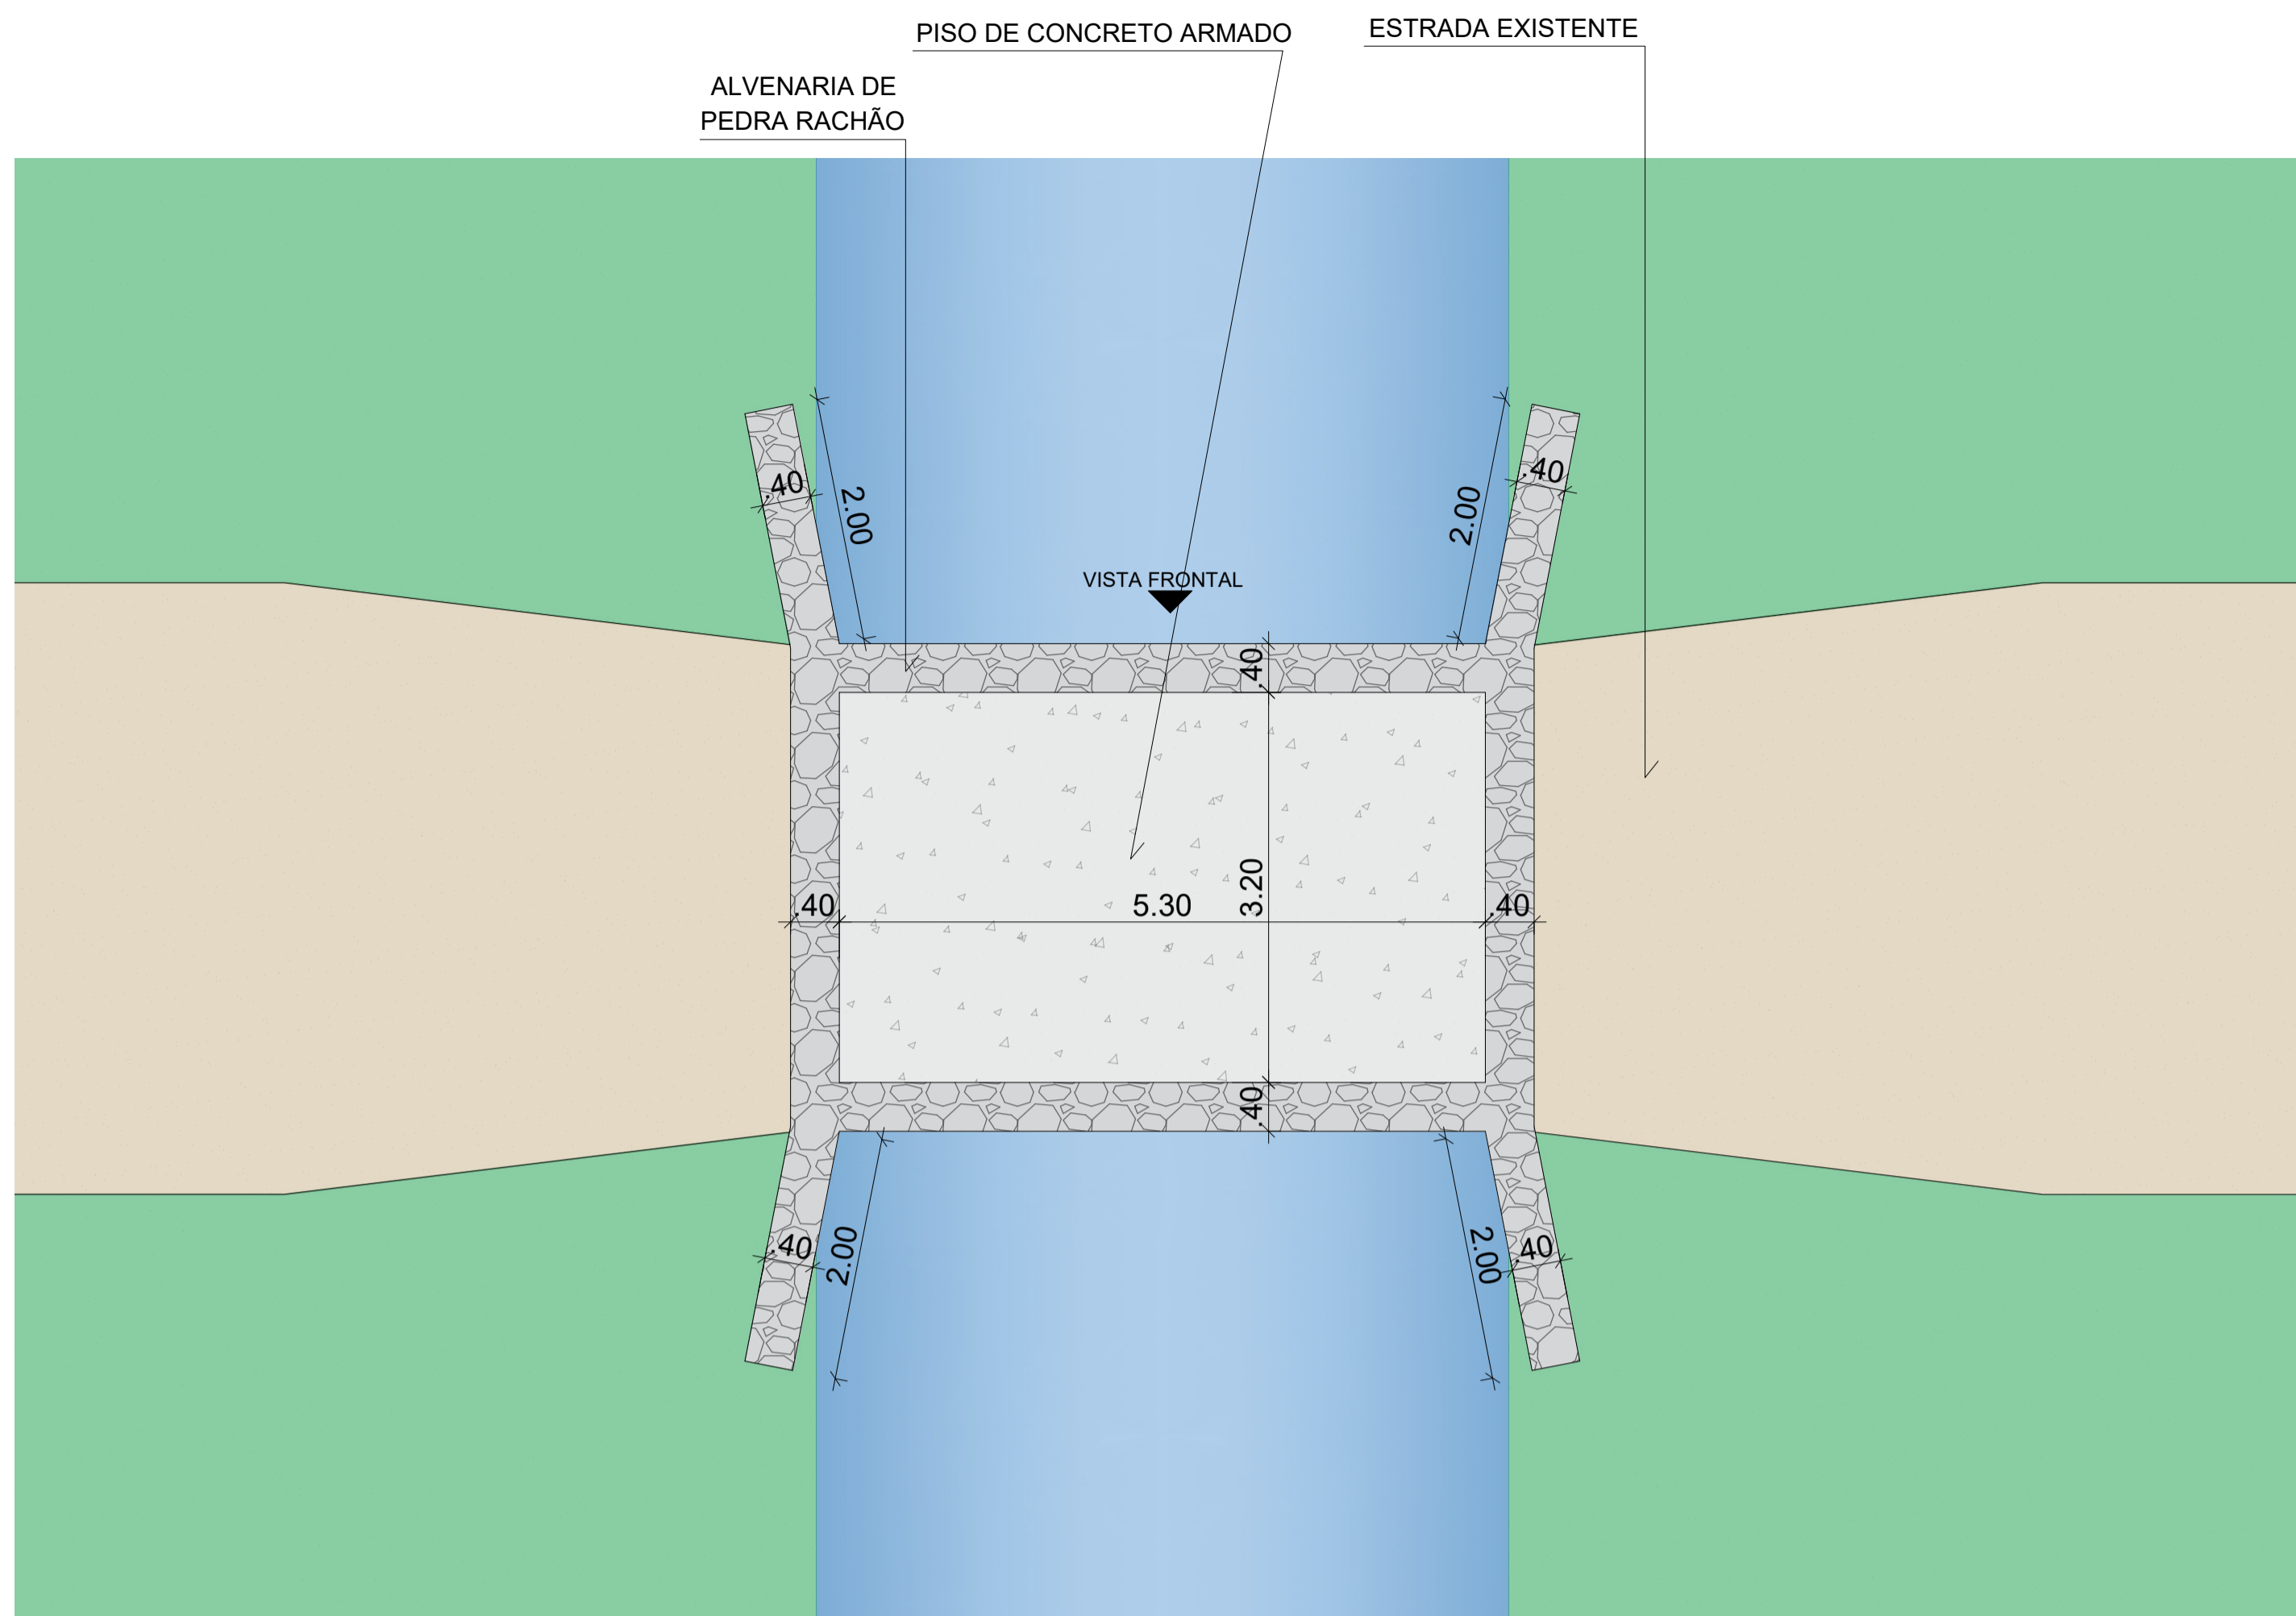 PISO DE CONCRETO ARMADO
ESTRADA EXISTENTE
ALVENARIA DE
PEDRA RACHÃO
.40
2.00
2.00
.40
VISTA FRONTAL
.40
3.20
.40
5.30
.40
.40
.40
2.00
2.00
.40